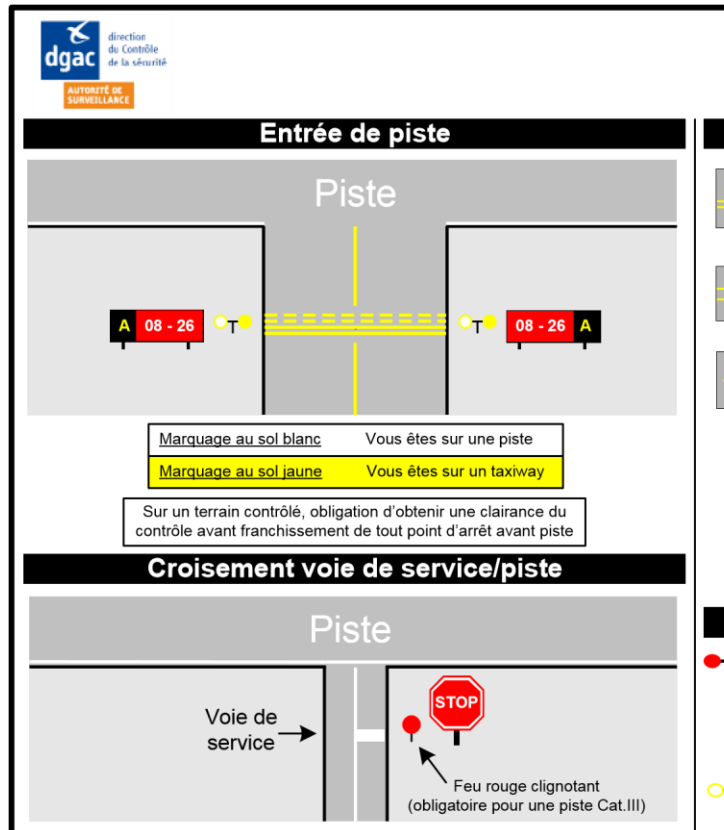 dgac
direction
du Contrôle
de la sécurité
AUTORITÉ DE
SURVEILLANCE
Entrée de piste
Piste
A 08 - 26
08 - 26 A
Marquage au sol blanc Vous êtes sur une piste
Marquage au sol jaune Vous êtes sur un taxiway
Sur un terrain contrôlé, obligation d'obtenir une clairance du
contrôle avant franchissement de tout point d'arrêt avant piste
Croisement voie de service/piste
Piste
Voie de
service
STOP
Feu rouge clignotant
(obligatoire pour une piste Cat.III)